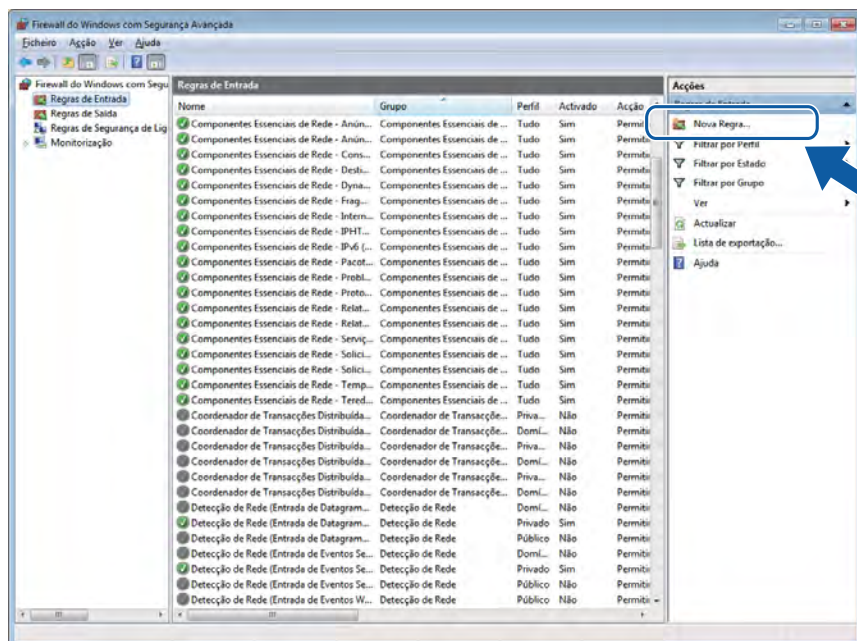 Firewall do Windows com Segurança Avançada
Ficheiro Acção Ver Ajuda
Firewall do Windows com Segu
Regras de Entrada
Regras de Saída
Regras de Segurança de Lig
Monitorização
Regras de Entrada
Nome Grupo Perfil Activado Acção
Componentes Essenciais de Rede - Anún... Componentes Essenciais de ... Tudo Sim Permit
Componentes Essenciais de Rede - Anún... Componentes Essenciais de ... Tudo Sim Permiti
Componentes Essenciais de Rede - Cons... Componentes Essenciais de ... Tudo Sim Permiti
Componentes Essenciais de Rede - Desti... Componentes Essenciais de ... Tudo Sim Permiti
Componentes Essenciais de Rede - Dyna... Componentes Essenciais de ... Tudo Sim Permiti
Componentes Essenciais de Rede - Frag... Componentes Essenciais de ... Tudo Sim Permiti
Componentes Essenciais de Rede - Intern... Componentes Essenciais de ... Tudo Sim Permiti
Componentes Essenciais de Rede - IPHT... Componentes Essenciais de ... Tudo Sim Permiti
Componentes Essenciais de Rede - IPv6 (... Componentes Essenciais de ... Tudo Sim Permiti
Componentes Essenciais de Rede - Pacot... Componentes Essenciais de ... Tudo Sim Permiti
Componentes Essenciais de Rede - Probl... Componentes Essenciais de ... Tudo Sim Permiti
Componentes Essenciais de Rede - Proto... Componentes Essenciais de ... Tudo Sim Permiti
Componentes Essenciais de Rede - Relat... Componentes Essenciais de ... Tudo Sim Permiti
Componentes Essenciais de Rede - Relat... Componentes Essenciais de ... Tudo Sim Permiti
Componentes Essenciais de Rede - Serviç... Componentes Essenciais de ... Tudo Sim Permiti
Componentes Essenciais de Rede - Solici... Componentes Essenciais de ... Tudo Sim Permiti
Componentes Essenciais de Rede - Solici... Componentes Essenciais de ... Tudo Sim Permiti
Componentes Essenciais de Rede - Temp... Componentes Essenciais de ... Tudo Sim Permiti
Componentes Essenciais de Rede - Tered... Componentes Essenciais de ... Tudo Sim Permiti
Coordenador de Transacções Distribuída... Coordenador de Transacçõe... Priva... Não Permiti
Coordenador de Transacções Distribuída... Coordenador de Transacçõe... Domí... Não Permiti
Coordenador de Transacções Distribuída... Coordenador de Transacçõe... Priva... Não Permiti
Coordenador de Transacções Distribuída... Coordenador de Transacçõe... Domí... Não Permiti
Coordenador de Transacções Distribuída... Coordenador de Transacçõe... Priva... Não Permiti
Coordenador de Transacções Distribuída... Coordenador de Transacçõe... Domí... Não Permiti
Detecção de Rede (Entrada de Datagram... Detecção de Rede Domí... Não Permiti
Detecção de Rede (Entrada de Datagram... Detecção de Rede Privado Sim Permiti
Detecção de Rede (Entrada de Datagram... Detecção de Rede Público Não Permiti
Detecção de Rede (Entrada de Eventos Se... Detecção de Rede Domí... Não Permiti
Detecção de Rede (Entrada de Eventos Se... Detecção de Rede Privado Sim Permiti
Detecção de Rede (Entrada de Eventos Se... Detecção de Rede Público Não Permiti
Detecção de Rede (Entrada de Eventos W... Detecção de Rede Público Não Permiti
Acções
Regras de Entrada
Nova Regra...
Filtrar por Perfil
Filtrar por Estado
Filtrar por Grupo
Ver
Actualizar
Lista de exportação...
Ajuda